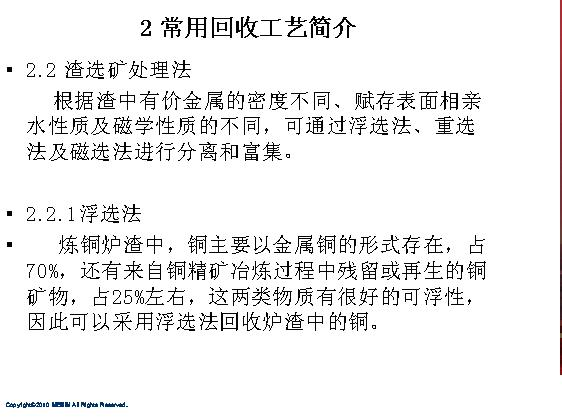 2 常用回收工艺简介
▪ 2.2 渣选矿处理法
根据渣中有价金属的密度不同、赋存表面相亲
水性质及磁学性质的不同，可通过浮选法、重选
法及磁选法进行分离和富集。
▪ 2.2.1浮选法
▪ 炼铜炉渣中，铜主要以金属铜的形式存在，占
70%，还有来自铜精矿冶炼过程中残留或再生的铜
矿物，占25%左右，这两类物质有很好的可浮性，
因此可以采用浮选法回收炉渣中的铜。
Copyright©2010 All Rights Reserved.